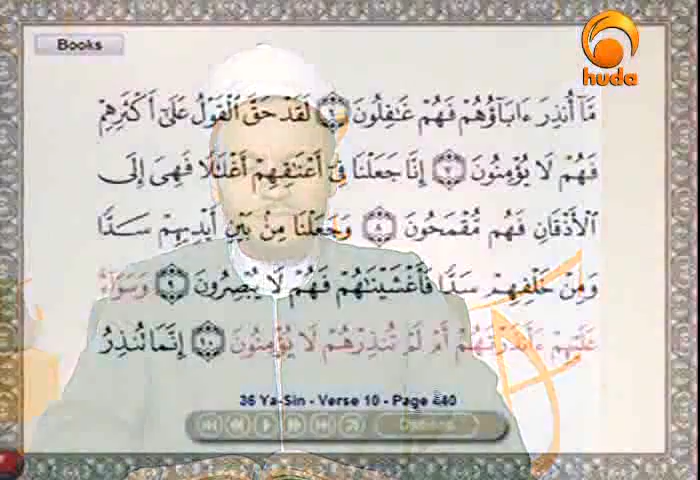 Books
huda
مَّآ أُنذِرَ ءَابَآؤُهُمْ فَهُمْ غَٰفِلُونَ ٦ لَقَدْ حَقَّ ٱلْقَوْلُ عَلَىٰٓ أَكْثَرِهِمْ
فَهُمْ لَا يُؤْمِنُونَ ٧ إِنَّا جَعَلْنَا فِىٓ أَعْنَٰقِهِمْ أَغْلَٰلًا فَهِىَ إِلَى
ٱلْأَذْقَانِ فَهُم مُّقْمَحُونَ ٨ وَجَعَلْنَا مِنۢ بَيْنِ أَيْدِيهِمْ سَدًّا
وَمِنْ خَلْفِهِمْ سَدًّا فَأَغْشَيْنَٰهُمْ فَهُمْ لَا يُبْصِرُونَ ٩ وَسَوَآءٌ
عَلَيْهِمْ ءَأَنذَرْتَهُمْ أَمْ لَمْ تُنذِرْهُمْ لَا يُؤْمِنُونَ ١٠ إِنَّمَا تُنذِرُ
36 Ya-Sin - Verse 10 - Page 440
Options